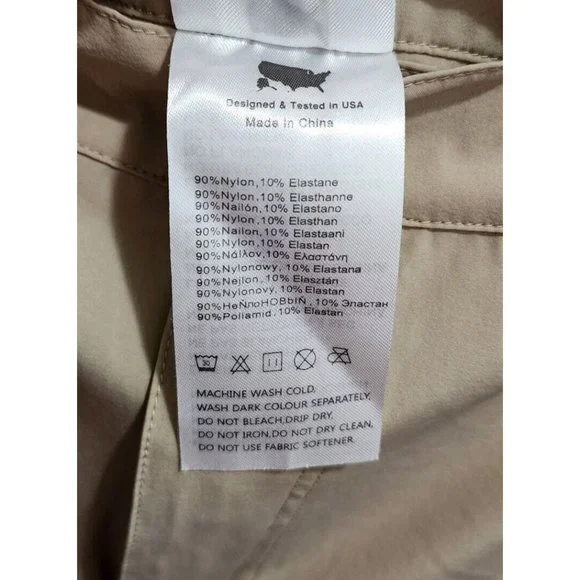 Designed & Tested in USA
Made in China
90%Nylon,10% Elastane
90%Nylon,10% Elasthanne
90%Nailón,10% Elastano
90%Nylon,10% Elasthan
90%Nailon,10% Elastaani
90%Nylon,10% Elastan
90%Νάιλον,10% Ελαστάνη
90%Nylonowy, 10% Elastana
90%Nejlon,10% Elasztán
90%Nylonovy, 10% Elastan
90%HeÑnoHOBbIÑ,10% Эластан
90%Poliamid,10% Elastan
30
MACHINE WASH COLD,
WASH DARK COLOUR SEPARATELY,
DO NOT BLEACH,DRIP DRY,
DO NOT IRON,DO NOT DRY CLEAN,
DO NOT USE FABRIC SOFTENER.